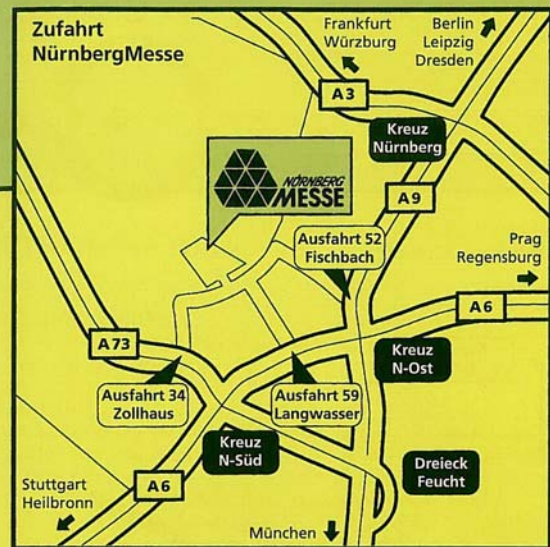 Zufahrt
NürnbergMesse
Frankfurt
Würzburg
Berlin
Leipzig
Dresden
A3
Kreuz
Nürnberg
NÜRNBERG
MESSE
A9
Ausfahrt 52
Fischbach
Prag
Regensburg
A6
A73
Kreuz
N-Ost
Ausfahrt 34
Zollhaus
Ausfahrt 59
Langwasser
Kreuz
N-Süd
Dreieck
Feucht
Stuttgart
Heilbronn
A6
München